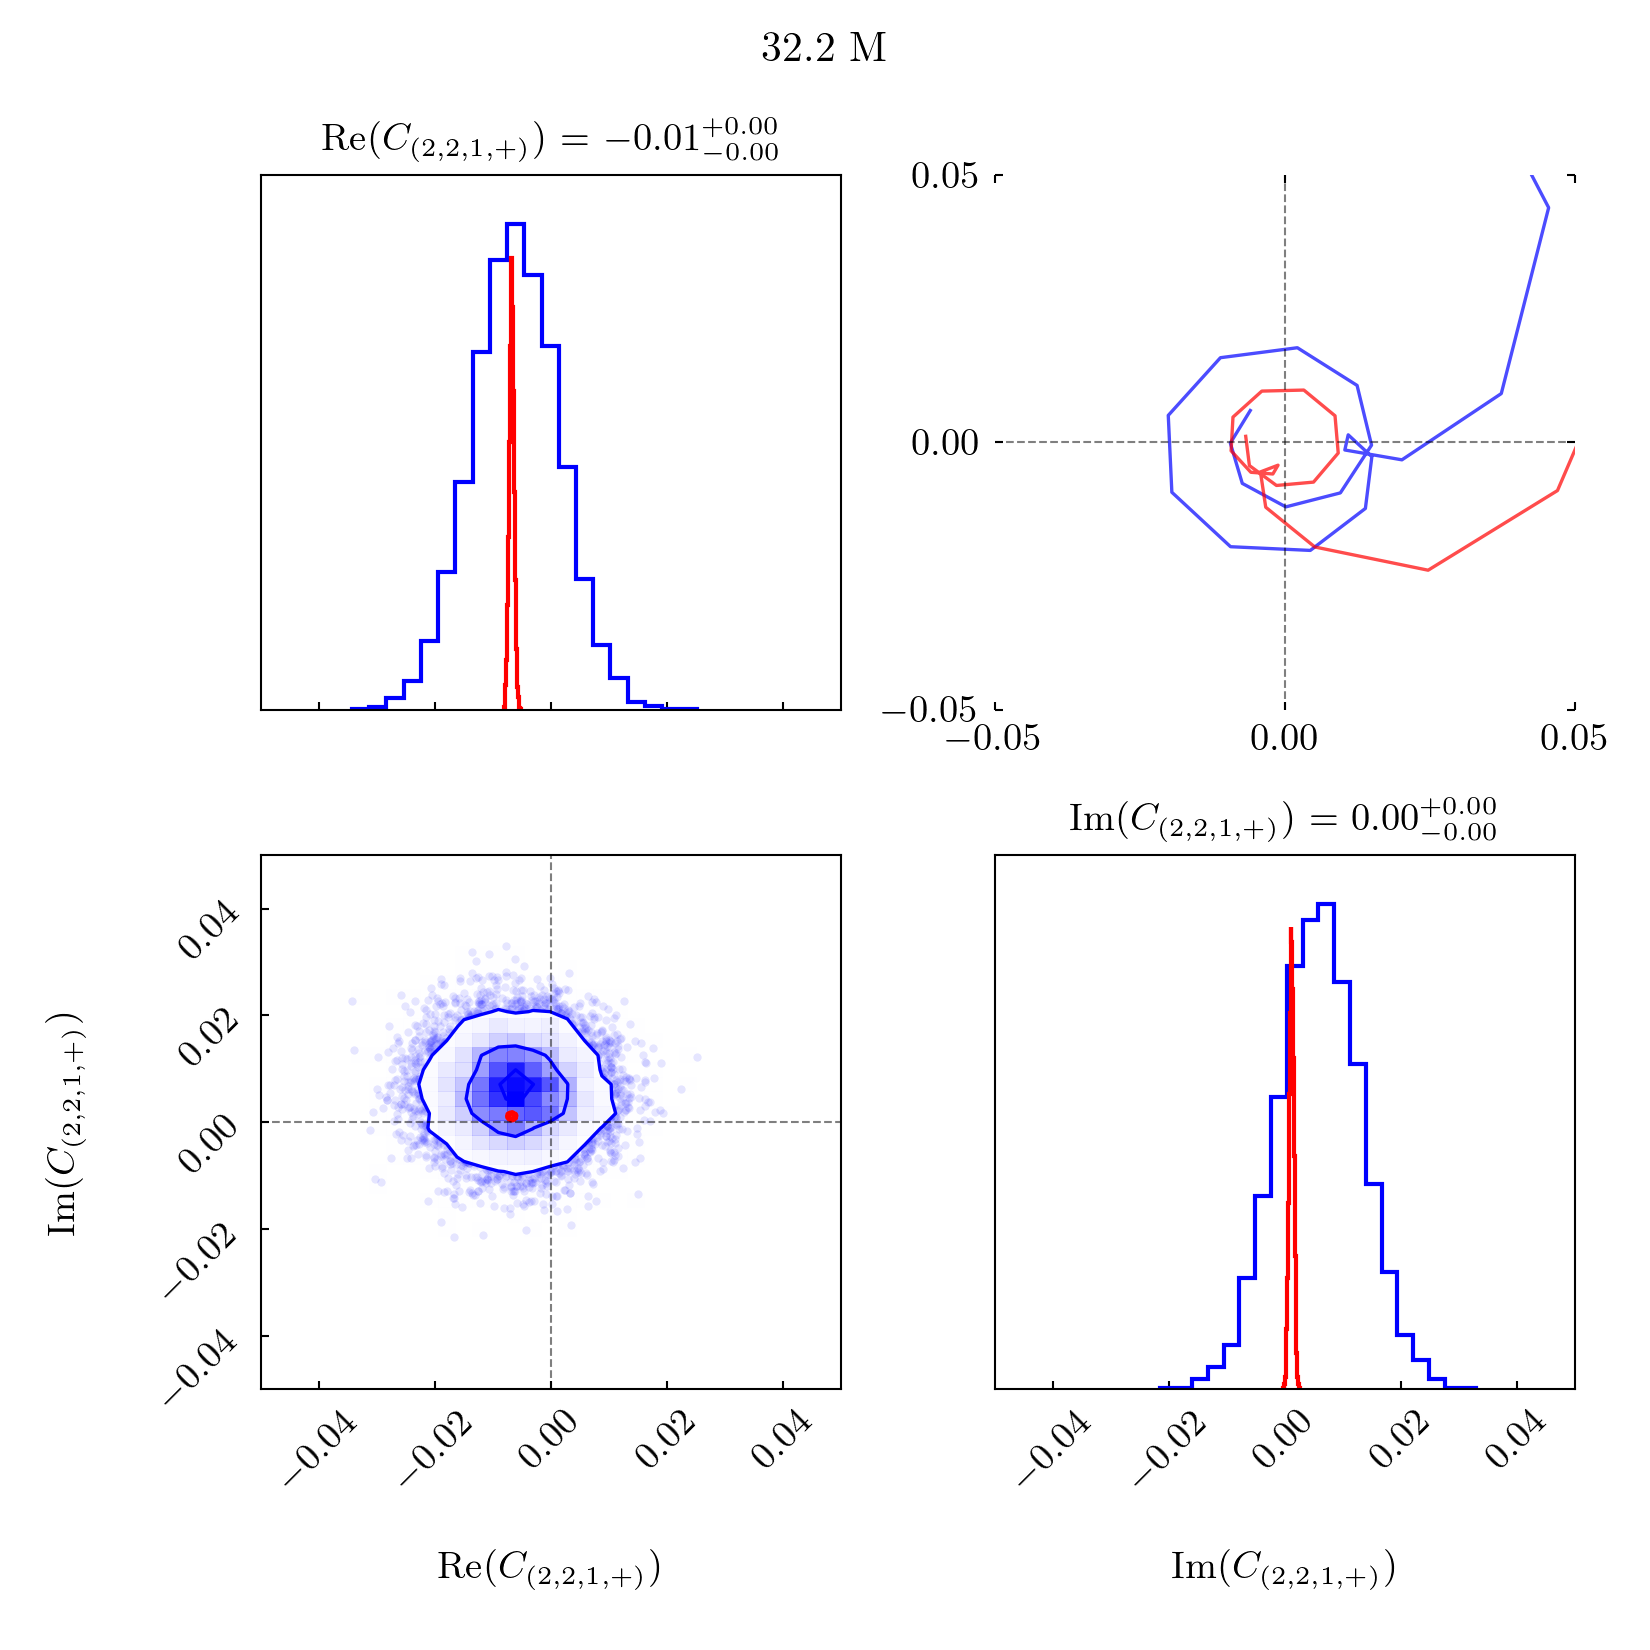 32.2 M
Re(C₍₂,₂,₁,₊₎) = −0.01⁺⁰·⁰⁰₋₀.₀₀
0.05
0.00
−0.05
−0.05 0.00 0.05
Im(C₍₂,₂,₁,₊₎) = 0.00⁺⁰·⁰⁰₋₀.₀₀
0.04
0.02
0.00
−0.02
−0.04
Im(C₍₂,₂,₁,₊₎)
−0.04 −0.02 0.00 0.02 0.04
−0.04 −0.02 0.00 0.02 0.04
Re(C₍₂,₂,₁,₊₎)
Im(C₍₂,₂,₁,₊₎)